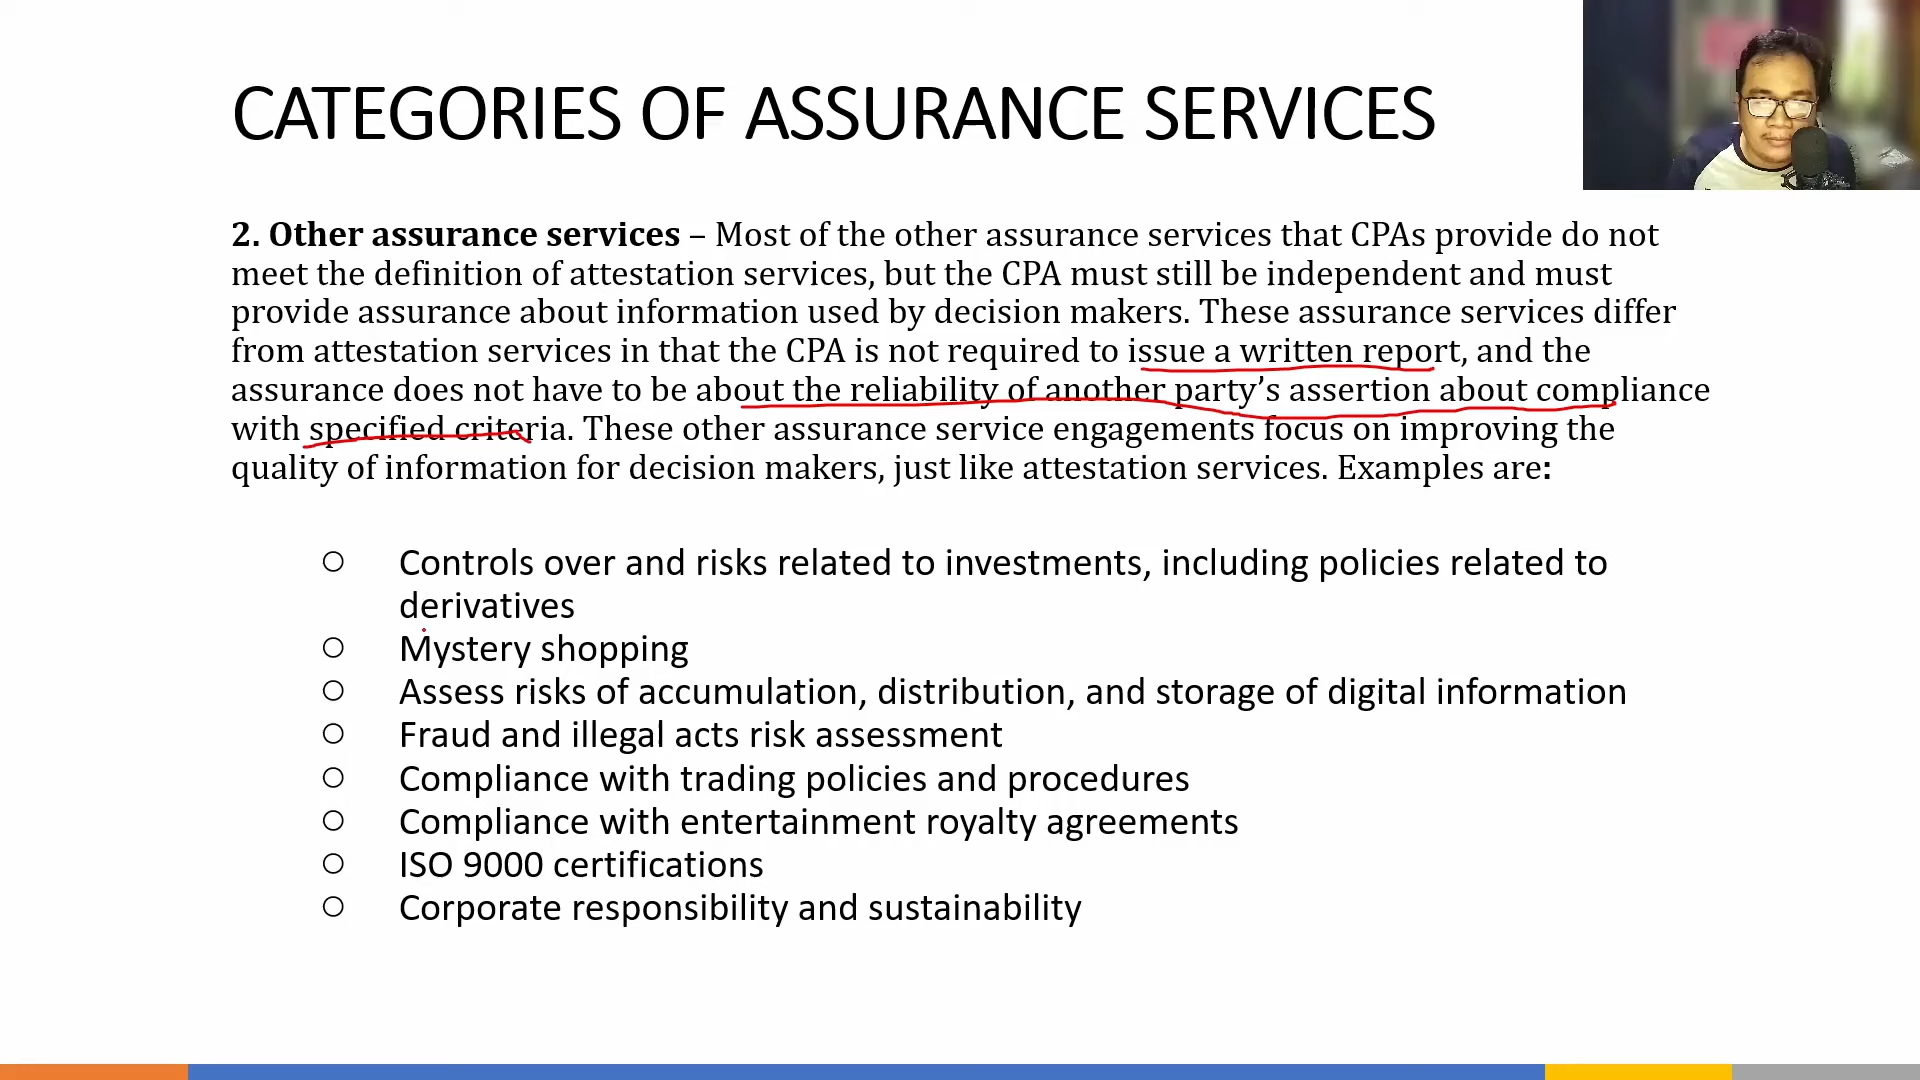 CATEGORIES OF ASSURANCE SERVICES
2. Other assurance services – Most of the other assurance services that CPAs provide do not
meet the definition of attestation services, but the CPA must still be independent and must
provide assurance about information used by decision makers. These assurance services differ
from attestation services in that the CPA is not required to issue a written report, and the
assurance does not have to be about the reliability of another party’s assertion about compliance
with specified criteria. These other assurance service engagements focus on improving the
quality of information for decision makers, just like attestation services. Examples are:
○ Controls over and risks related to investments, including policies related to
derivatives
○ Mystery shopping
○ Assess risks of accumulation, distribution, and storage of digital information
○ Fraud and illegal acts risk assessment
○ Compliance with trading policies and procedures
○ Compliance with entertainment royalty agreements
○ ISO 9000 certifications
○ Corporate responsibility and sustainability